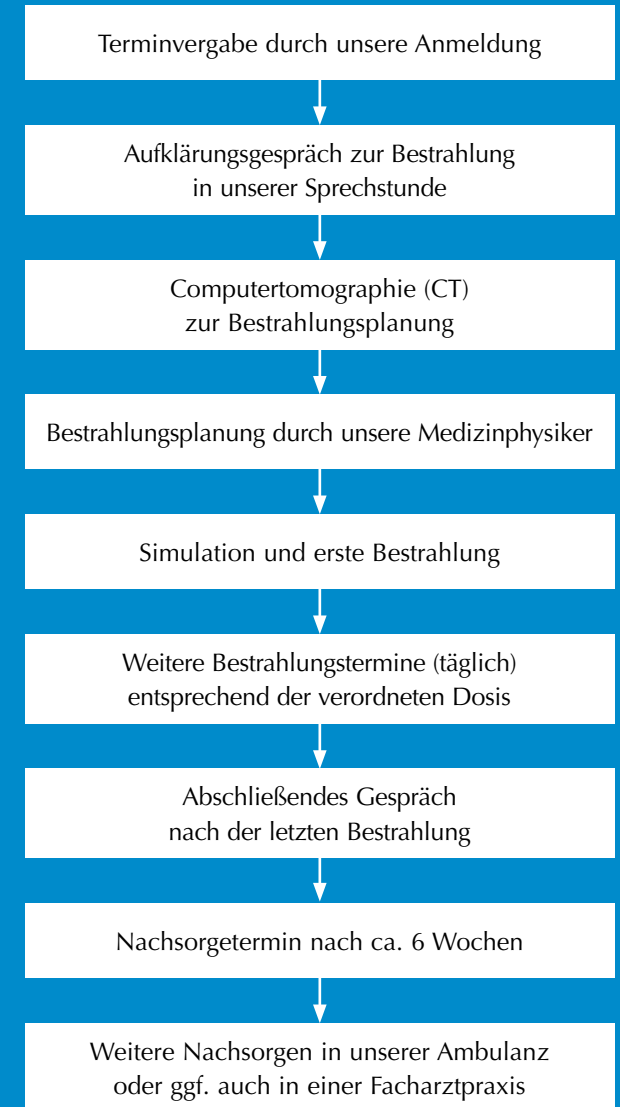 Terminvergabe durch unsere Anmeldung
Aufklärungsgespräch zur Bestrahlung
in unserer Sprechstunde
Computertomographie (CT)
zur Bestrahlungsplanung
Bestrahlungsplanung durch unsere Medizinphysiker
Simulation und erste Bestrahlung
Weitere Bestrahlungstermine (täglich)
entsprechend der verordneten Dosis
Abschließendes Gespräch
nach der letzten Bestrahlung
Nachsorgetermin nach ca. 6 Wochen
Weitere Nachsorgen in unserer Ambulanz
oder ggf. auch in einer Facharztpraxis